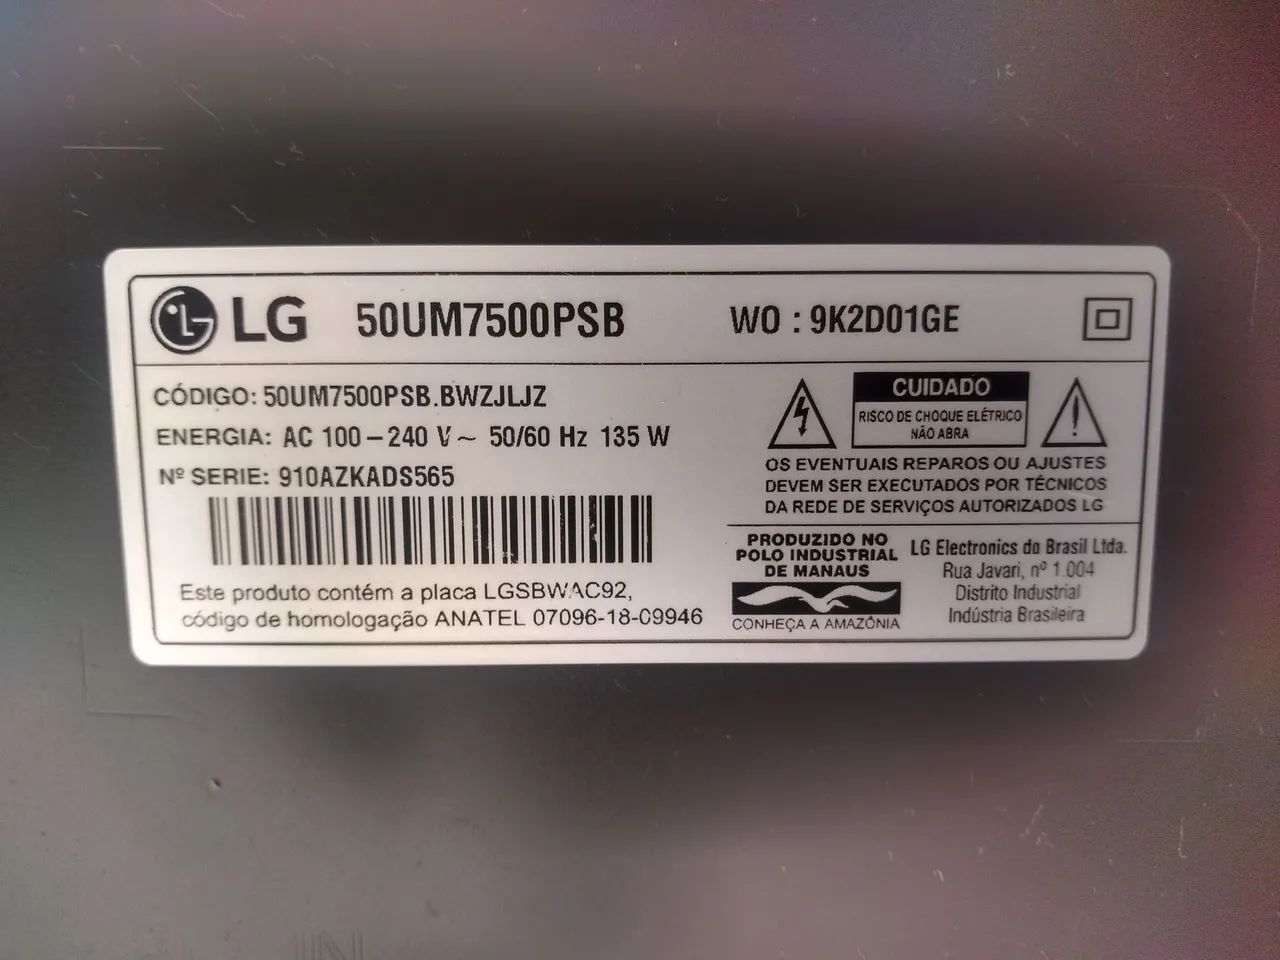 LG 50UM7500PSB WO : 9K2D01GE
CÓDIGO: 50UM7500PSB.BWZJLJZ
ENERGIA: AC 100-240 V~ 50/60 Hz 135 W
Nº SERIE: 910AZKADS565
Este produto contém a placa LGSBWAC92,
código de homologação ANATEL 07096-18-09946
CUIDADO
RISCO DE CHOQUE ELÉTRICO
NÃO ABRA
OS EVENTUAIS REPAROS OU AJUSTES
DEVEM SER EXECUTADOS POR TÉCNICOS
DA REDE DE SERVIÇOS AUTORIZADOS LG
PRODUZIDO NO
POLO INDUSTRIAL
DE MANAUS
CONHEÇA A AMAZÔNIA
LG Electronics do Brasil Ltda.
Rua Javari, nº 1.004
Distrito Industrial
Indústria Brasileira